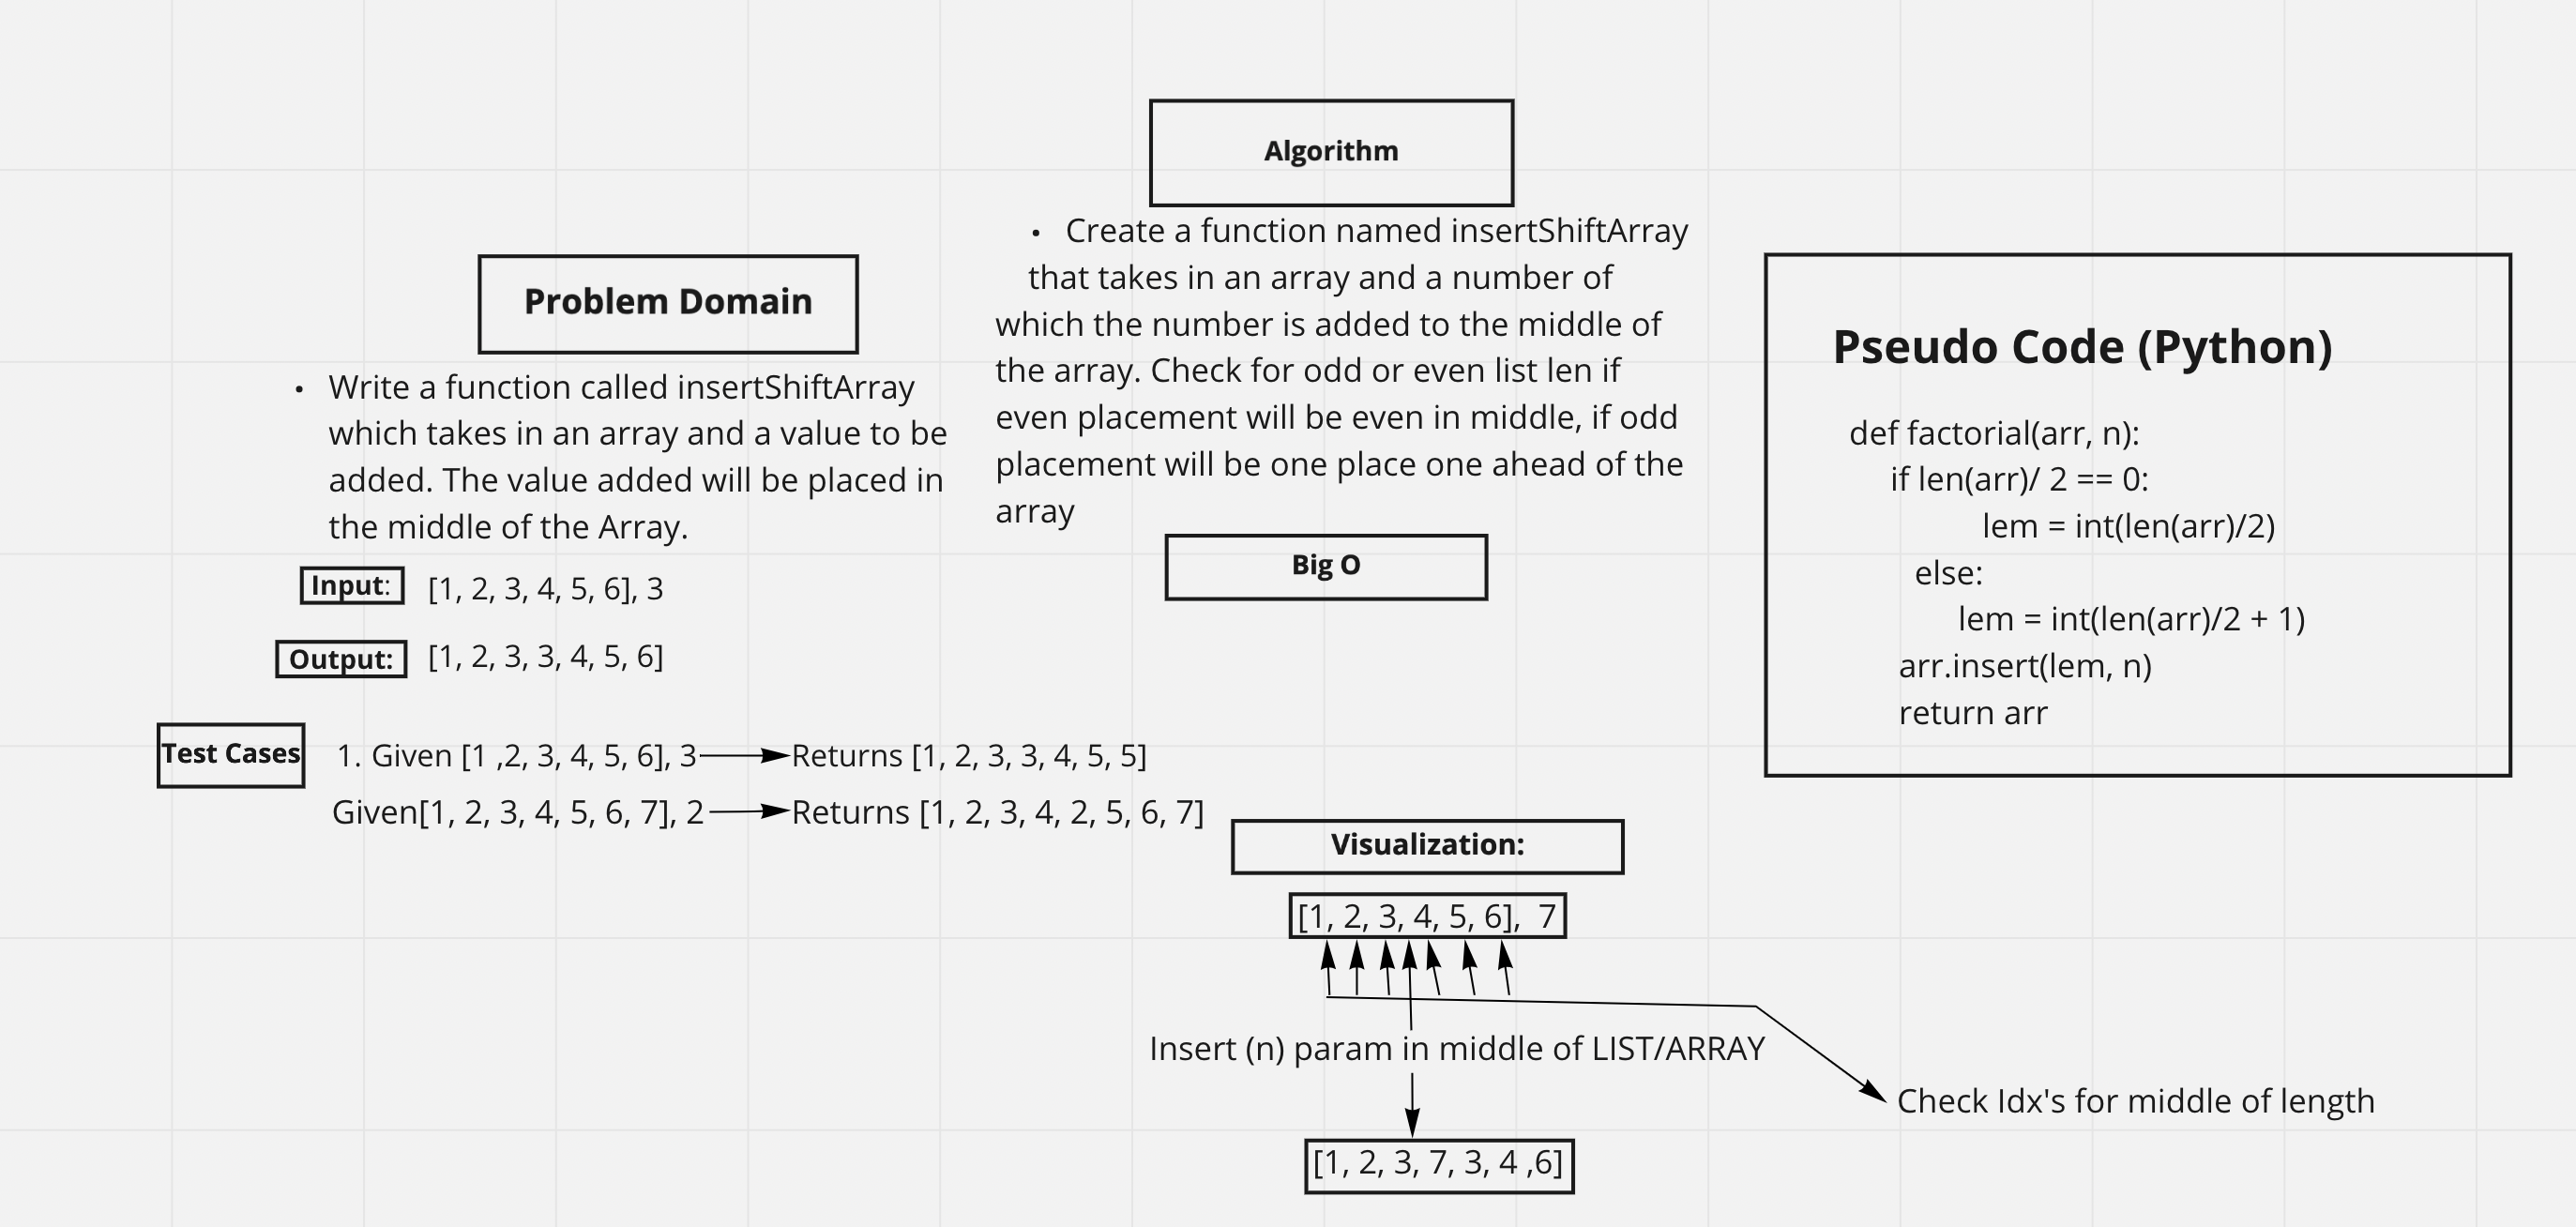 Problem Domain
• Write a function called insertShiftArray
which takes in an array and a value to be
added. The value added will be placed in
the middle of the Array.
Input: [1, 2, 3, 4, 5, 6], 3
Output: [1, 2, 3, 3, 4, 5, 6]
Test Cases
1. Given [1 ,2, 3, 4, 5, 6], 3 Returns [1, 2, 3, 3, 4, 5, 5]
Given[1, 2, 3, 4, 5, 6, 7], 2 Returns [1, 2, 3, 4, 2, 5, 6, 7]
Algorithm
• Create a function named insertShiftArray
that takes in an array and a number of
which the number is added to the middle of
the array. Check for odd or even list len if
even placement will be even in middle, if odd
placement will be one place one ahead of the
array
Big O
Visualization:
[1, 2, 3, 4, 5, 6], 7
Insert (n) param in middle of LIST/ARRAY
Check Idx's for middle of length
[1, 2, 3, 7, 3, 4 ,6]
Pseudo Code (Python)
def factorial(arr, n):
if len(arr)/ 2 == 0:
lem = int(len(arr)/2)
else:
lem = int(len(arr)/2 + 1)
arr.insert(lem, n)
return arr